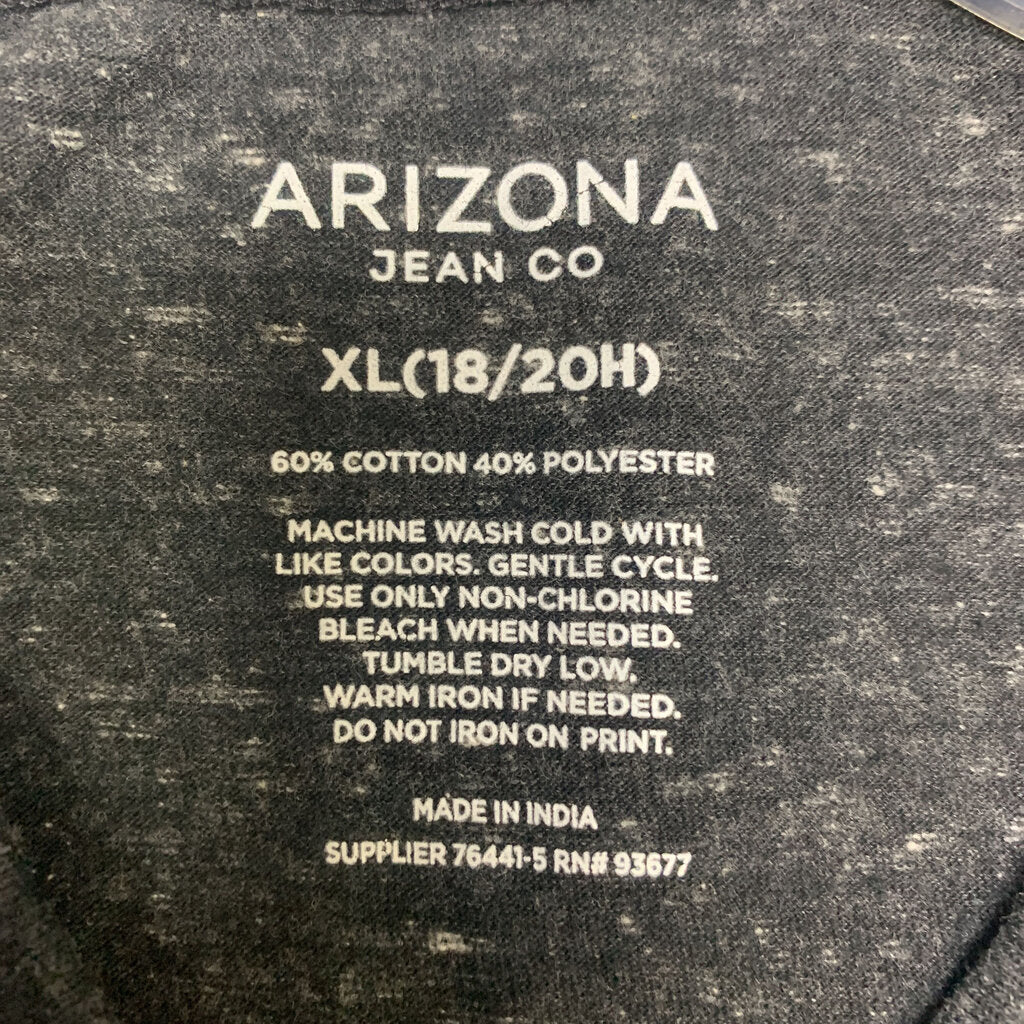 ARIZONA
JEAN CO
XL(18/20H)
60% COTTON 40% POLYESTER
MACHINE WASH COLD WITH
LIKE COLORS. GENTLE CYCLE.
USE ONLY NON-CHLORINE
BLEACH WHEN NEEDED.
TUMBLE DRY LOW.
WARM IRON IF NEEDED.
DO NOT IRON ON PRINT.
MADE IN INDIA
SUPPLIER 76441-5 RN# 93677